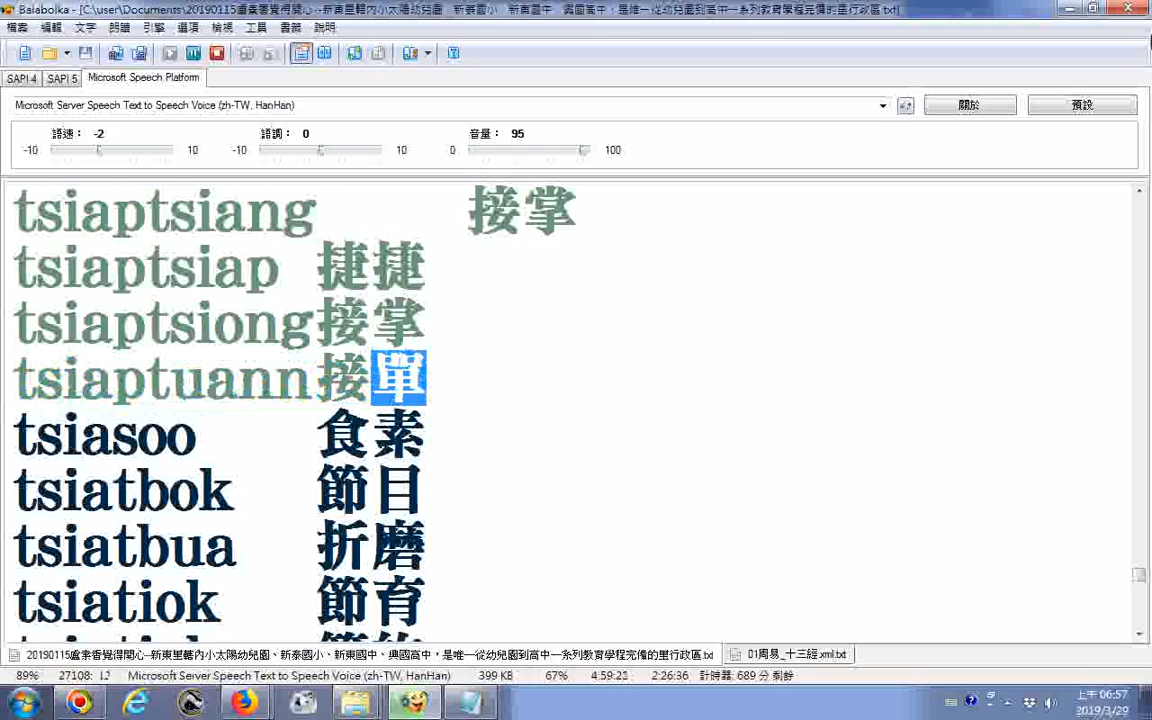 Balabolka - [C:\user\Documents\20190115盧素香覺得開心--新東里轄內小太陽幼兒園、新泰國小、新東國中、興國高中，是唯一從幼兒園到高中一系列教育學程完備的里行政區.txt]
檔案 編輯 文字 朗讀 引擎 選項 檢視 工具 書籤 說明
SAPI 4 SAPI 5 Microsoft Speech Platform
Microsoft Server Speech Text to Speech Voice (zh-TW, HanHan) 關於 預設
語速： -2 語調： 0 音量： 95
-10 10 -10 10 0 100
tsiaptsiang 接掌
tsiaptsiap 捷捷
tsiaptsiong 接掌
tsiaptuann 接單
tsiasoo 食素
tsiatbok 節目
tsiatbua 折磨
tsiatiok 節育
20190115盧素香覺得開心--新東里轄內小太陽幼兒園、新泰國小、新東國中、興國高中，是唯一從幼兒園到高中一系列教育學程完備的里行政區.txt 01周易_十三經.xml.txt
89% 27108: 17 Microsoft Server Speech Text to Speech Voice (zh-TW, HanHan) 399 KB 67% 4:59:21 2:26:36 計時器: 689 分 剩餘
上午 06:57
2019/3/29